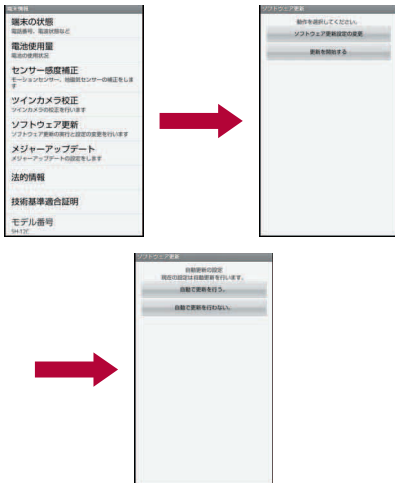 端末情報
端末の状態
電話番号、電波状態など
電池使用量
電池の使用状況
センサー感度補正
モーションセンサー、地磁気センサーの補正をしま
す
ツインカメラ校正
ツインカメラの校正を行います
ソフトウェア更新
ソフトウェア更新の実行と設定の変更を行います
メジャーアップデート
メジャーアップデートの設定をします
法的情報
技術基準適合証明
モデル番号
SH-12C
ソフトウェア更新
動作を選択してください。
ソフトウェア更新設定の変更
更新を開始する
ソフトウェア更新
自動更新の設定
現在の設定は自動更新を行います。
自動で更新を行う。
自動で更新を行わない。